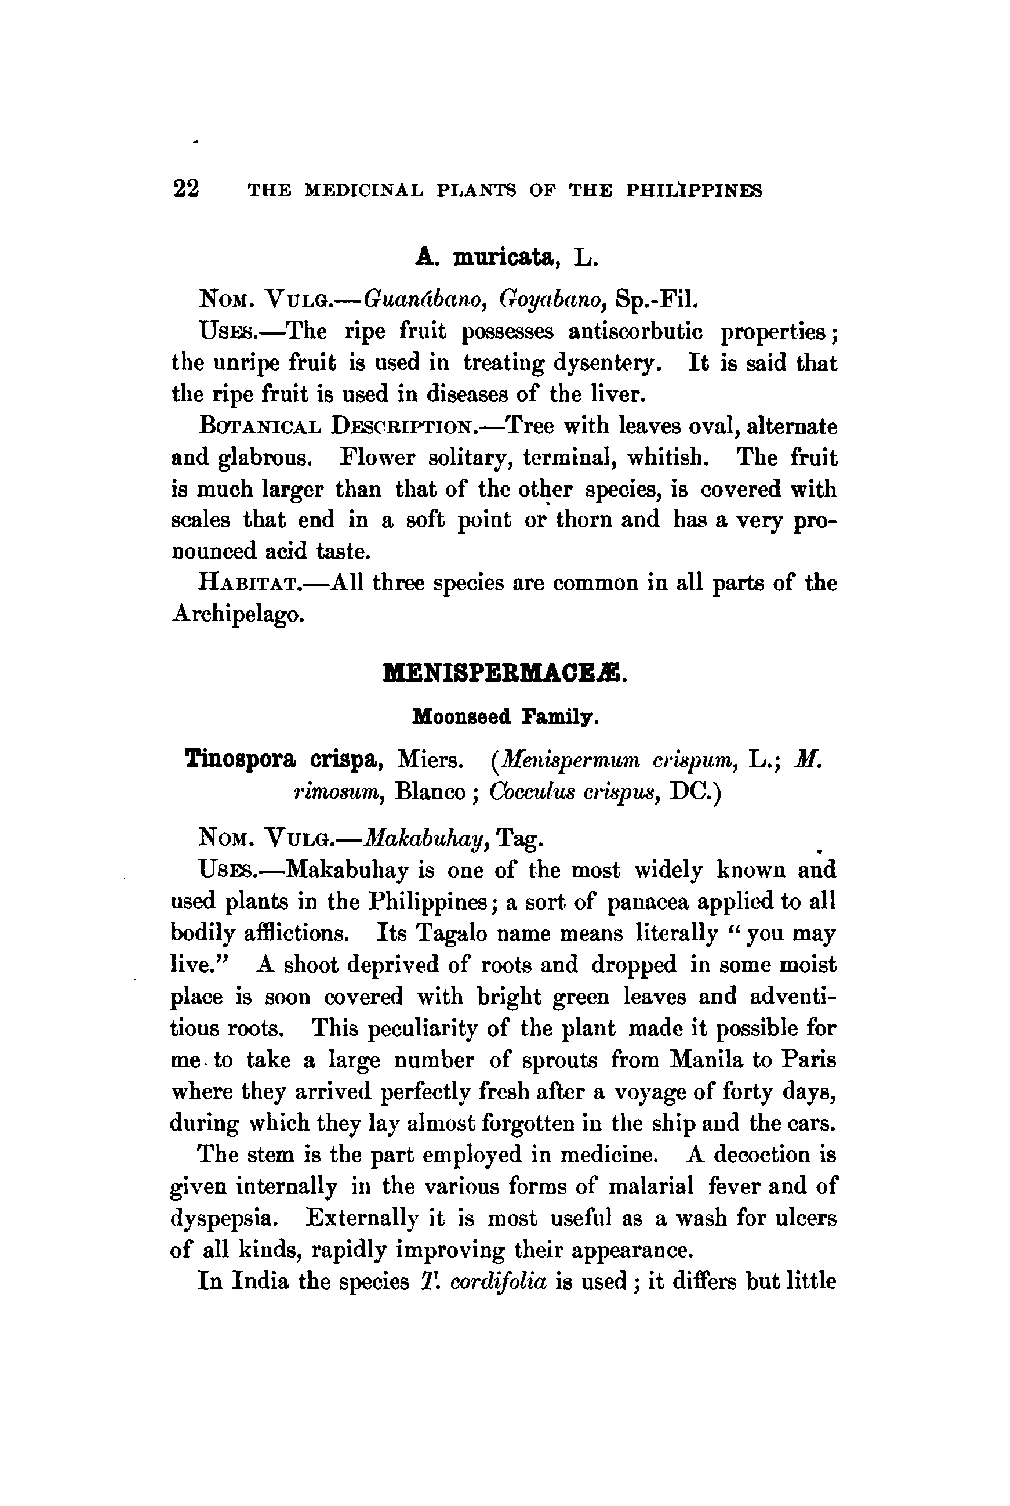 22 THE MEDICINAL PLANTS OF THE PHILIPPINES
A. muricata, L.
NOM. VULG.—Guanábano, Goyabano, Sp.-Fil.
USES.—The ripe fruit possesses antiscorbutic properties;
the unripe fruit is used in treating dysentery. It is said that
the ripe fruit is used in diseases of the liver.
BOTANICAL DESCRIPTION.—Tree with leaves oval, alternate
and glabrous. Flower solitary, terminal, whitish. The fruit
is much larger than that of the other species, is covered with
scales that end in a soft point or thorn and has a very pro-
nounced acid taste.
HABITAT.—All three species are common in all parts of the
Archipelago.
MENISPERMACEÆ.
Moonseed Family.
Tinospora crispa, Miers. (Menispermum crispum, L.; M.
rimosum, Blanco; Cocculus crispus, DC.)
NOM. VULG.—Makabuhay, Tag.
USES.—Makabuhay is one of the most widely known and
used plants in the Philippines; a sort of panacea applied to all
bodily afflictions. Its Tagalo name means literally “you may
live.” A shoot deprived of roots and dropped in some moist
place is soon covered with bright green leaves and adventi-
tious roots. This peculiarity of the plant made it possible for
me to take a large number of sprouts from Manila to Paris
where they arrived perfectly fresh after a voyage of forty days,
during which they lay almost forgotten in the ship and the cars.
The stem is the part employed in medicine. A decoction is
given internally in the various forms of malarial fever and of
dyspepsia. Externally it is most useful as a wash for ulcers
of all kinds, rapidly improving their appearance.
In India the species T. cordifolia is used; it differs but little